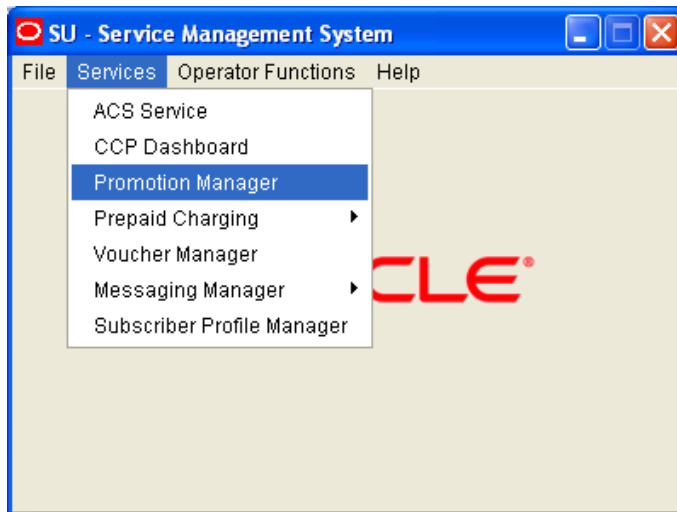 SU - Service Management System
File Services Operator Functions Help
ACS Service
CCP Dashboard
Promotion Manager
Prepaid Charging
Voucher Manager
CLE®
Messaging Manager
Subscriber Profile Manager